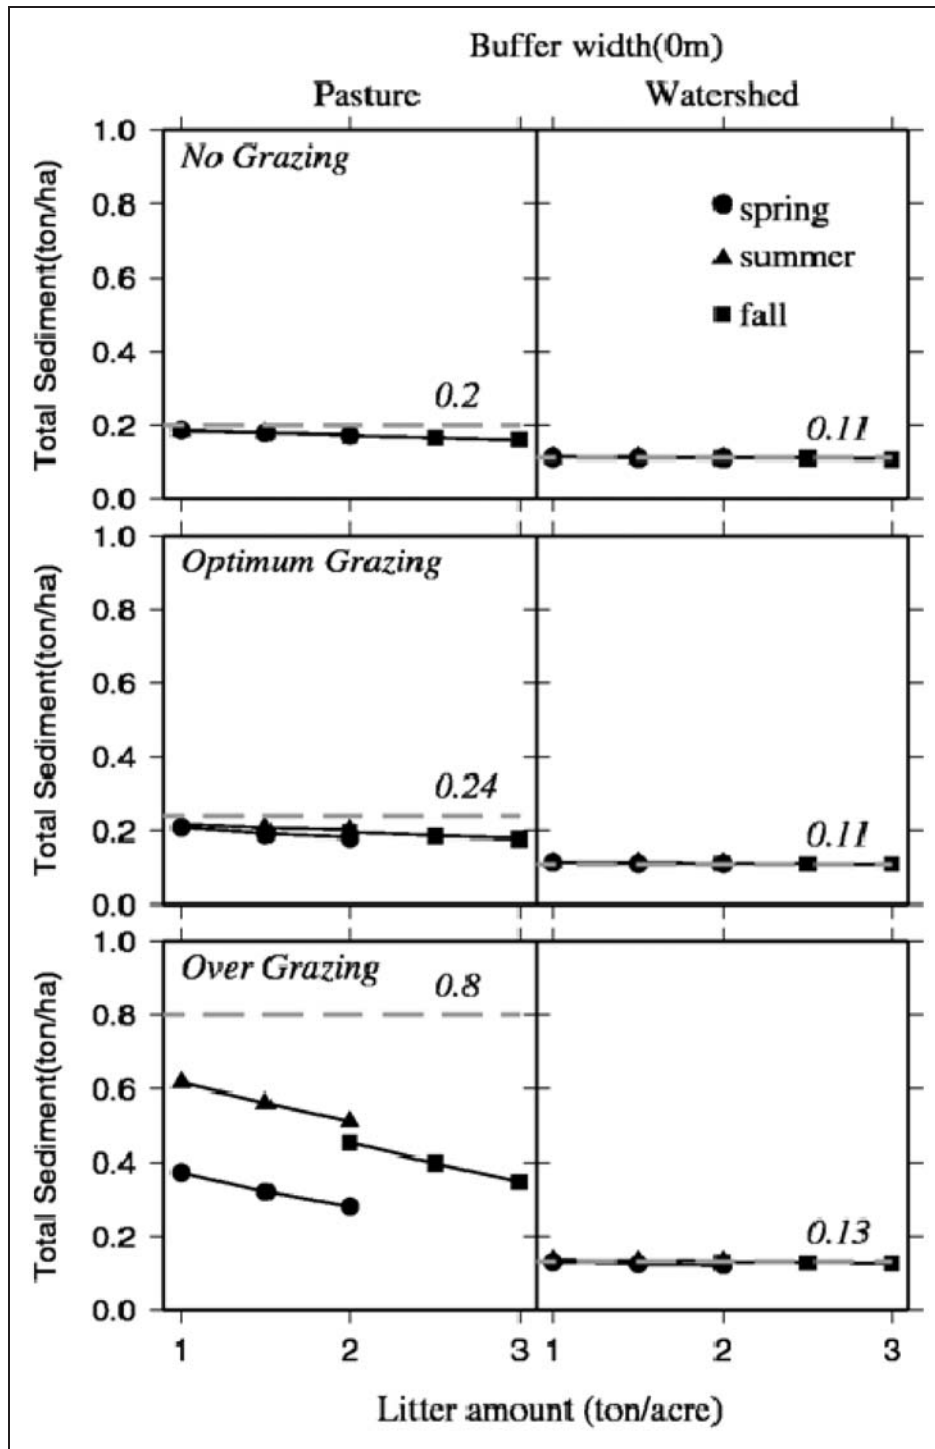 Buffer width(0m)
Pasture Watershed
Total Sediment(ton/ha)
1.0
0.8
0.6
0.4
0.2
0.0
No Grazing
0.2
spring
summer
fall
0.11
Total Sediment(ton/ha)
1.0
0.8
0.6
0.4
0.2
0.0
Optimum Grazing
0.24
0.11
Total Sediment(ton/ha)
1.0
0.8
0.6
0.4
0.2
0.0
Over Grazing
0.8
0.13
1 2 3 1 2 3
Litter amount (ton/acre)